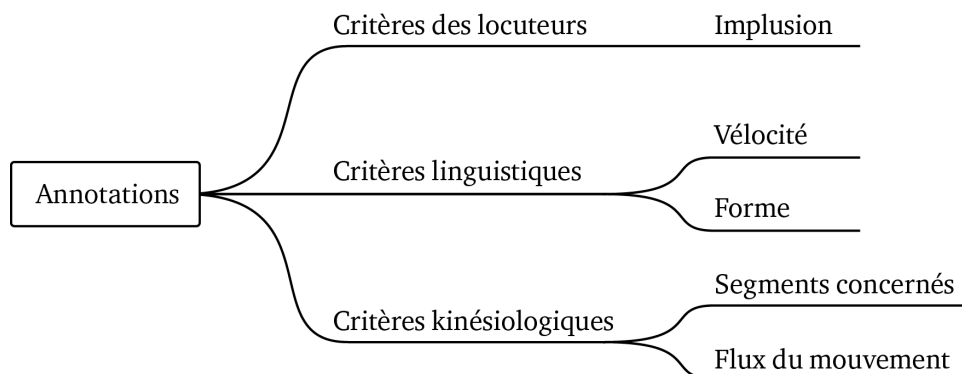 Critères des locuteurs
Implusion
Vélocité
Critères linguistiques
Annotations
Forme
Segments concernés
Critères kinésiologiques
Flux du mouvement